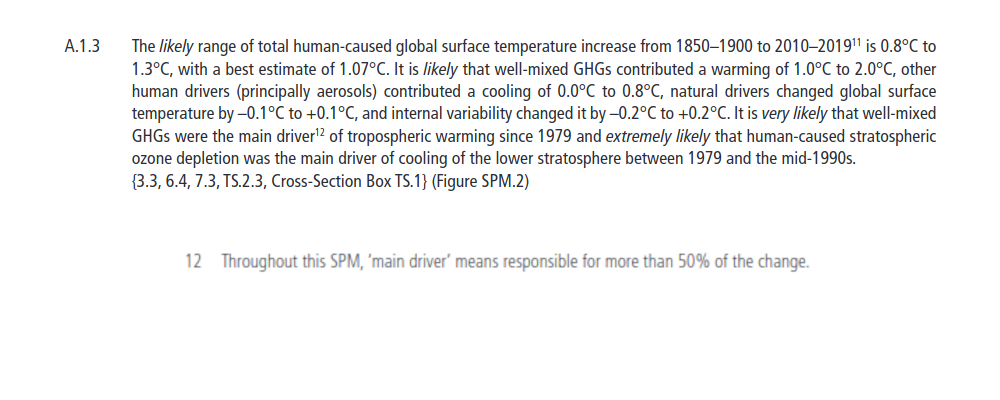 A.1.3 The likely range of total human-caused global surface temperature increase from 1850–1900 to 2010–2019¹¹ is 0.8°C to
1.3°C, with a best estimate of 1.07°C. It is likely that well-mixed GHGs contributed a warming of 1.0°C to 2.0°C, other
human drivers (principally aerosols) contributed a cooling of 0.0°C to 0.8°C, natural drivers changed global surface
temperature by –0.1°C to +0.1°C, and internal variability changed it by –0.2°C to +0.2°C. It is very likely that well-mixed
GHGs were the main driver¹² of tropospheric warming since 1979 and extremely likely that human-caused stratospheric
ozone depletion was the main driver of cooling of the lower stratosphere between 1979 and the mid-1990s.
{3.3, 6.4, 7.3, TS.2.3, Cross-Section Box TS.1} (Figure SPM.2)
12 Throughout this SPM, ‘main driver’ means responsible for more than 50% of the change.